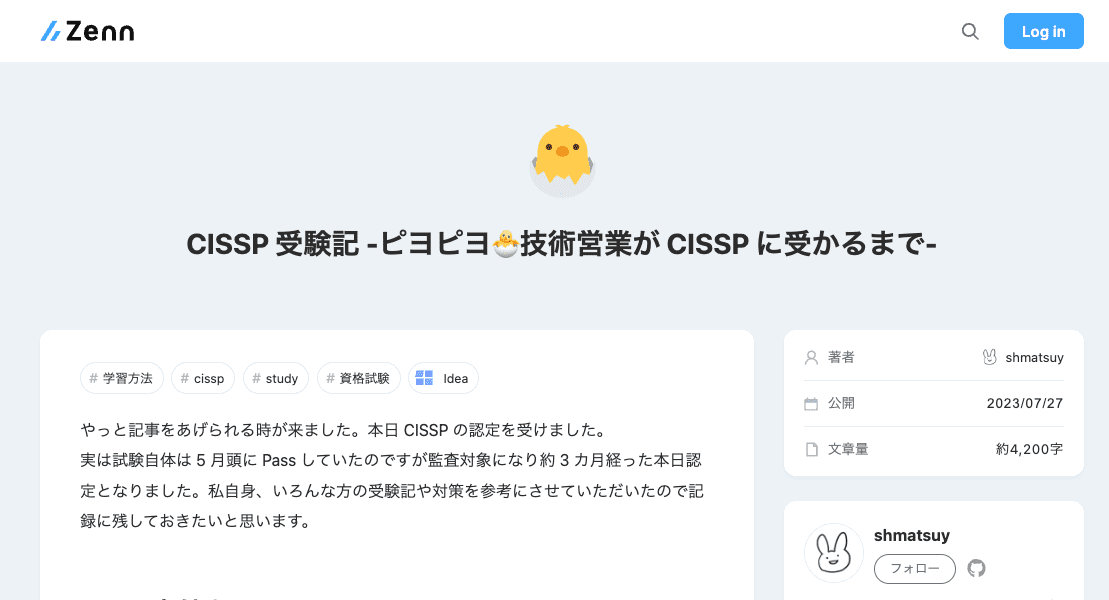 Zenn
Log in
CISSP 受験記 -ピヨピヨ🐣技術営業が CISSP に受かるまで-
# 学習方法 # cissp # study # 資格試験 Idea
やっと記事をあげられる時が来ました。本日 CISSP の認定を受けました。
実は試験自体は 5 月頭に Pass していたのですが監査対象になり約 3 カ月経った本日認
定となりました。私自身、いろんな方の受験記や対策を参考にさせていただいたので記
録に残しておきたいと思います。
著者 shmatsuy
公開 2023/07/27
文章量 約4,200字
shmatsuy
フォロー